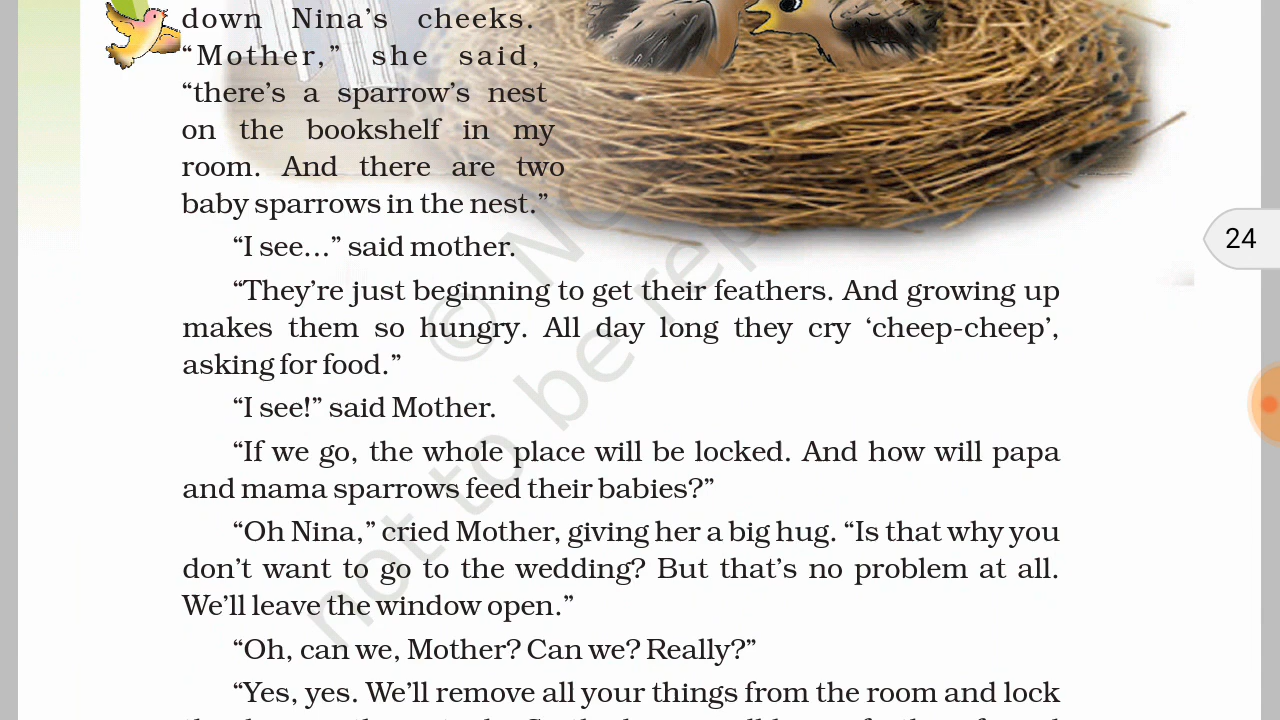 down Nina’s cheeks.
“Mother,” she said,
“there’s a sparrow’s nest
on the bookshelf in my
room. And there are two
baby sparrows in the nest.”
“I see...” said mother.
24
“They’re just beginning to get their feathers. And growing up
makes them so hungry. All day long they cry ‘cheep-cheep’,
asking for food.”
“I see!” said Mother.
“If we go, the whole place will be locked. And how will papa
and mama sparrows feed their babies?”
“Oh Nina,” cried Mother, giving her a big hug. “Is that why you
don’t want to go to the wedding? But that’s no problem at all.
We’ll leave the window open.”
“Oh, can we, Mother? Can we? Really?”
“Yes, yes. We’ll remove all your things from the room and lock
©
not to be